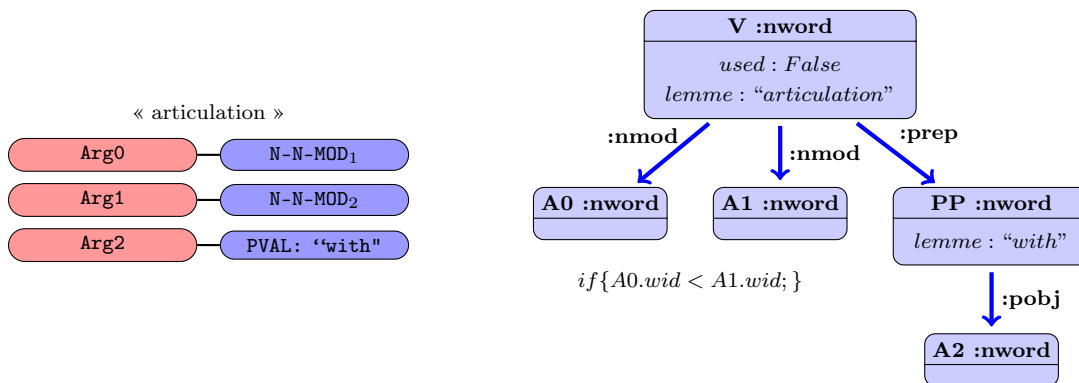 « articulation »
Arg0 N-N-MOD₁
Arg1 N-N-MOD₂
Arg2 PVAL: ‘‘with"
V :nword
used : False
lemme : “articulation”
:nmod :nmod :prep
A0 :nword A1 :nword PP :nword
lemme : “with”
if{A0.wid < A1.wid; }
:pobj
A2 :nword